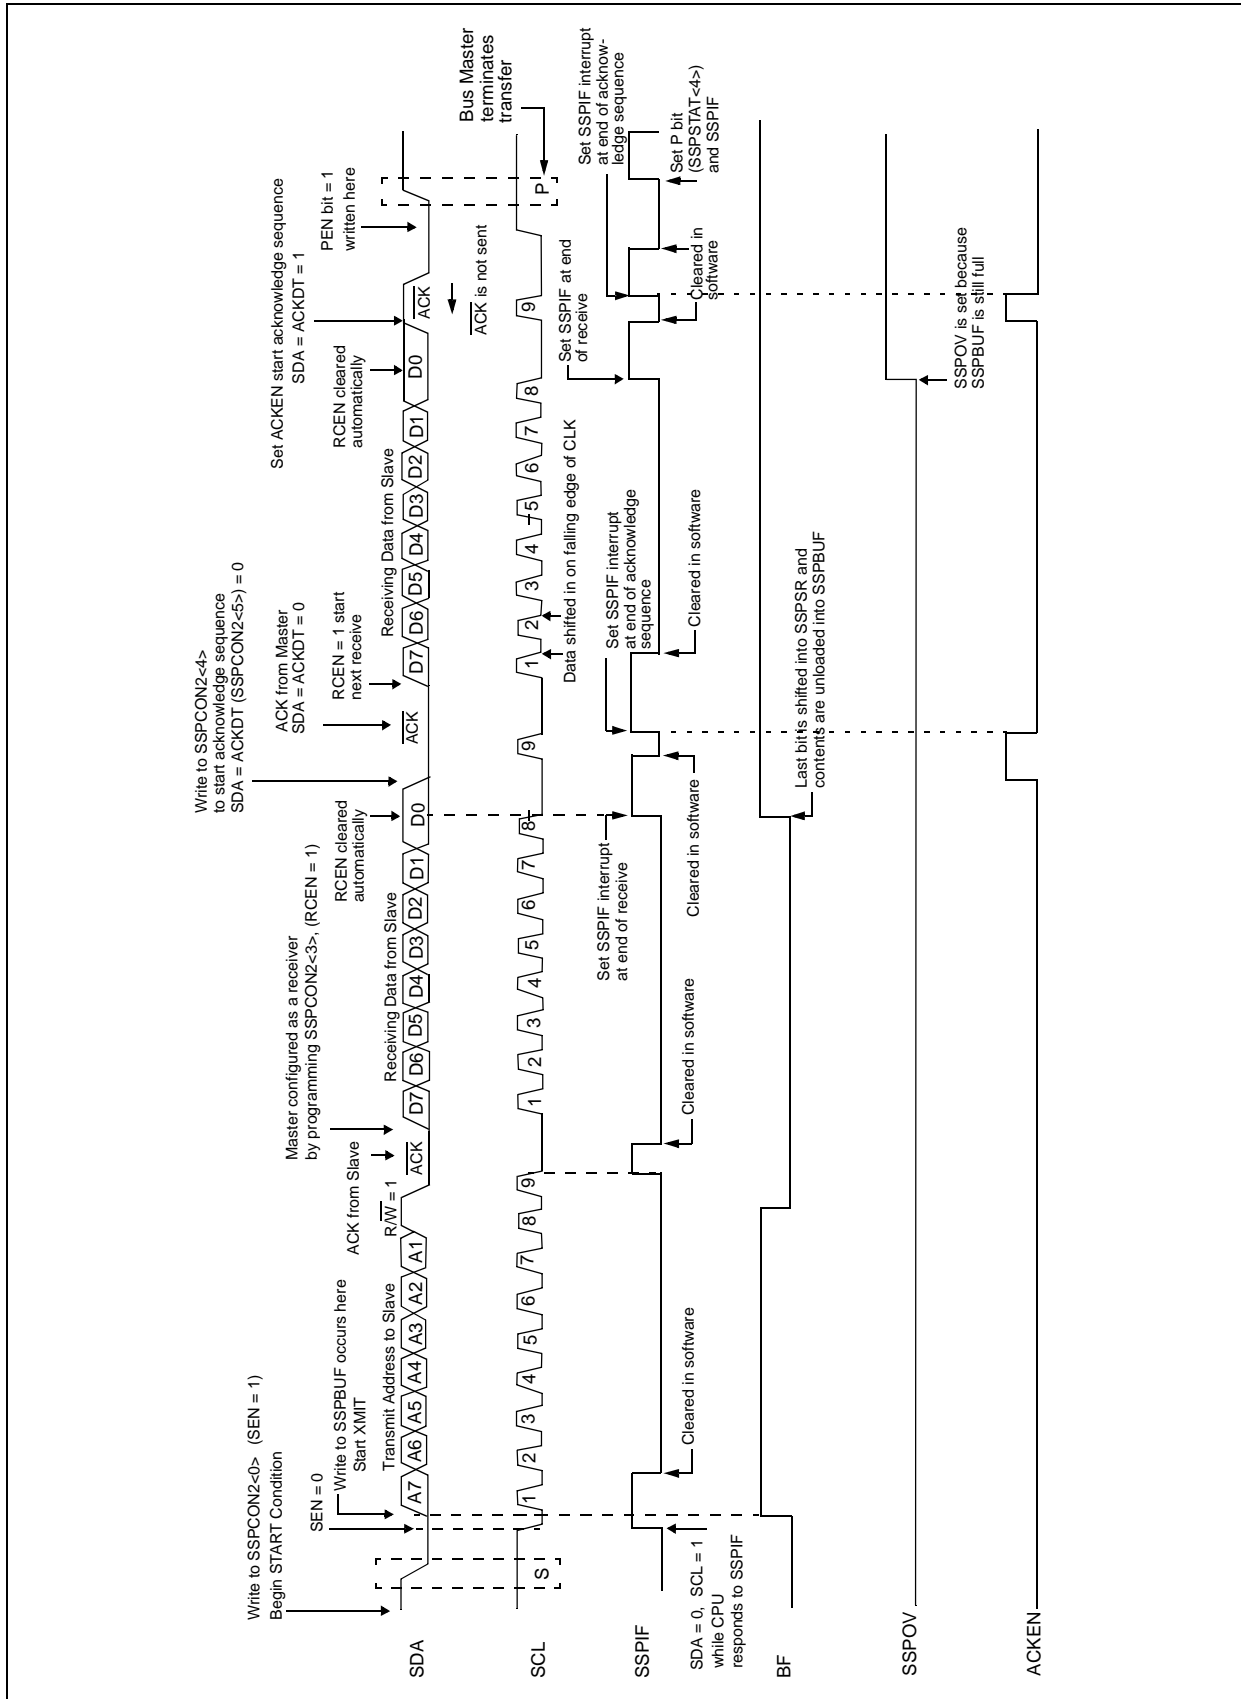 Write to SSPCON2<0> (SEN = 1)
Begin START Condition
SEN = 0
Write to SSPBUF occurs here
Start XMIT
Transmit Address to Slave
ACK from Slave
R/W = 1
Master configured as a receiver
by programming SSPCON2<3>, (RCEN = 1)
Receiving Data from Slave
RCEN cleared
automatically
Write to SSPCON2<4>
to start acknowledge sequence
SDA = ACKDT (SSPCON2<5>) = 0
ACK from Master
SDA = ACKDT = 0
RCEN = 1 start
next receive
Receiving Data from Slave
RCEN cleared
automatically
Set ACKEN start acknowledge sequence
SDA = ACKDT = 1
PEN bit = 1
written here
SDA
A7 A6 A5 A4 A3 A2 A1
ACK
D7 D6 D5 D4 D3 D2 D1 D0
ACK
D7 D6 D5 D4 D3 D2 D1 D0
ACK
ACK is not sent
Bus Master
terminates
transfer
SCL
S
1 2 3 4 5 6 7 8 9
1 2 3 4 5 6 7 8 9
1 2 3 4 5 6 7 8 9
P
Data shifted in on falling edge of CLK
Set SSPIF interrupt
at end of receive
Set SSPIF interrupt
at end of acknowledge
sequence
Set SSPIF at end
of receive
Set SSPIF interrupt
at end of acknow-
ledge sequence
SSPIF
SDA = 0, SCL = 1
while CPU
responds to SSPIF
Cleared in software
Cleared in software
Cleared in software
Cleared in software
Cleared in
software
Set P bit
(SSPSTAT<4>)
and SSPIF
BF
Last bit is shifted into SSPSR and
contents are unloaded into SSPBUF
SSPOV
SSPOV is set because
SSPBUF is still full
ACKEN